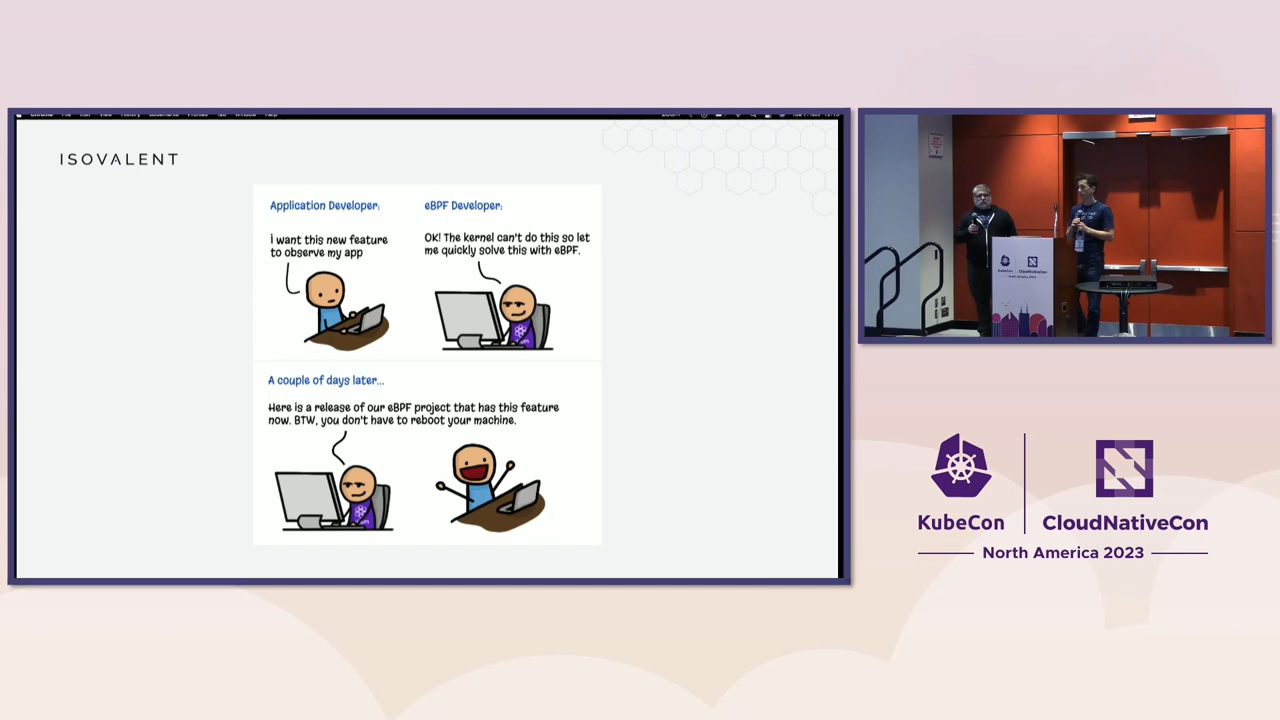 ISOVALENT
Application Developer:
i want this new feature
to observe my app
eBPF Developer:
OK! The kernel can't do this so let
me quickly solve this with eBPF.
A couple of days later...
Here is a release of our eBPF project that has this feature
now. BTW, you don't have to reboot your machine.
KubeCon
CloudNativeCon
KubeCon
CloudNativeCon
North America 2023